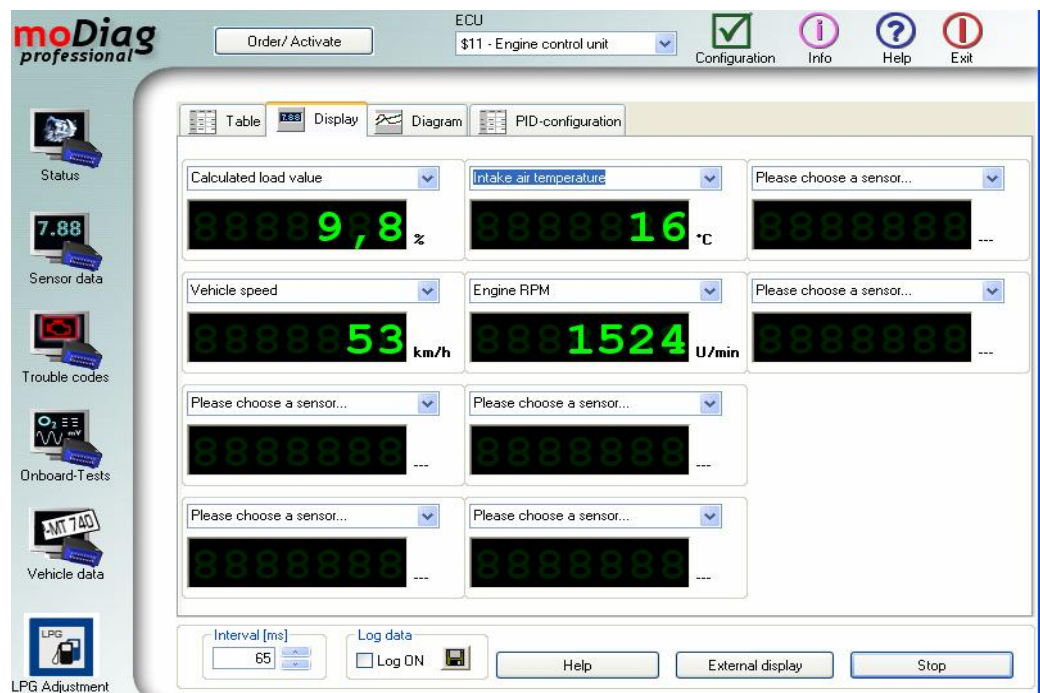 moDiag
professional
Order/ Activate
ECU
$11 - Engine control unit
Configuration
Info
Help
Exit
Table
Display
Diagram
PID-configuration
Status
7.88
Sensor data
Trouble codes
O2
mV
Onboard-Tests
-MT 740
Vehicle data
LPG
LPG Adjustment
Calculated load value
9,8 %
Intake air temperature
16 °C
Please choose a sensor...
---
Vehicle speed
53 km/h
Engine RPM
1524 U/min
Please choose a sensor...
---
Please choose a sensor...
---
Please choose a sensor...
---
Please choose a sensor...
---
Please choose a sensor...
---
Interval [ms]
65
Log data
Log ON
Help
External display
Stop